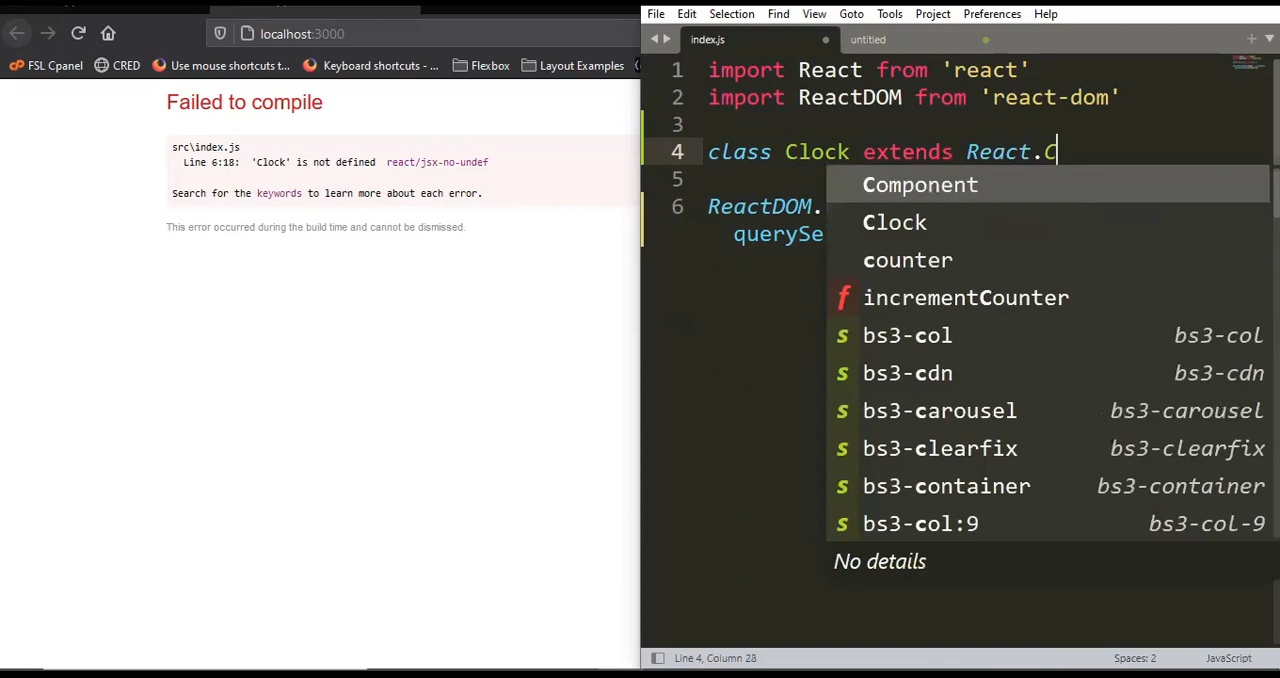 localhost:3000
FSL Cpanel
CRED
Use mouse shortcuts t...
Keyboard shortcuts - ...
Flexbox
Layout Examples
Failed to compile
src\index.js
Line 6:18: 'Clock' is not defined react/jsx-no-undef
Search for the keywords to learn more about each error.
This error occurred during the build time and cannot be dismissed.
File Edit Selection Find View Goto Tools Project Preferences Help
index.js
untitled
1 import React from 'react'
2 import ReactDOM from 'react-dom'
3
4 class Clock extends React.C
5
6 ReactDOM.
querySe
Component
Clock
counter
f incrementCounter
s bs3-col bs3-col
s bs3-cdn bs3-cdn
s bs3-carousel bs3-carousel
s bs3-clearfix bs3-clearfix
s bs3-container bs3-container
s bs3-col:9 bs3-col-9
No details
Line 4, Column 28
Spaces: 2
JavaScript